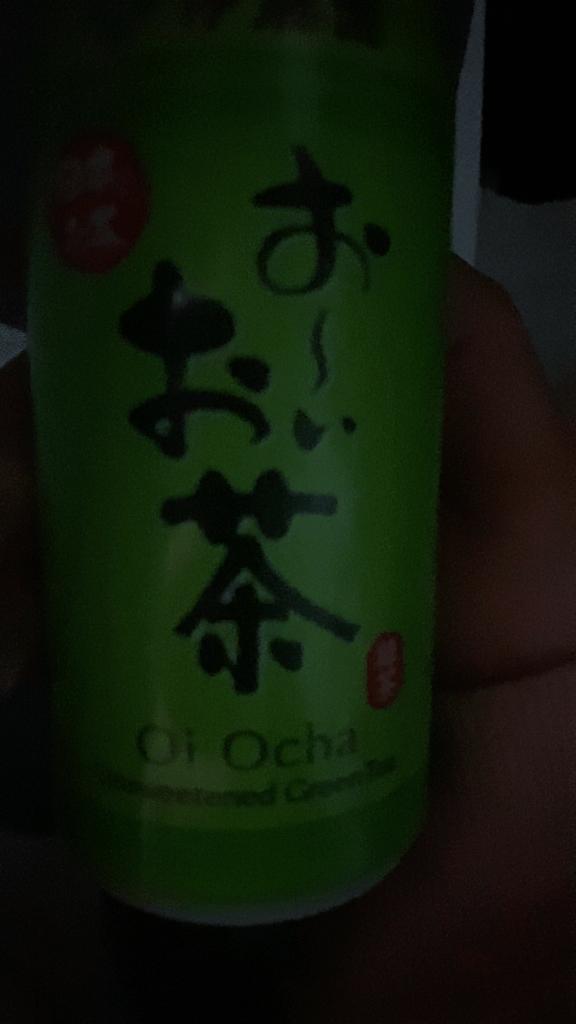 お～い
お茶
Oi Ocha
Unsweetened Green Tea